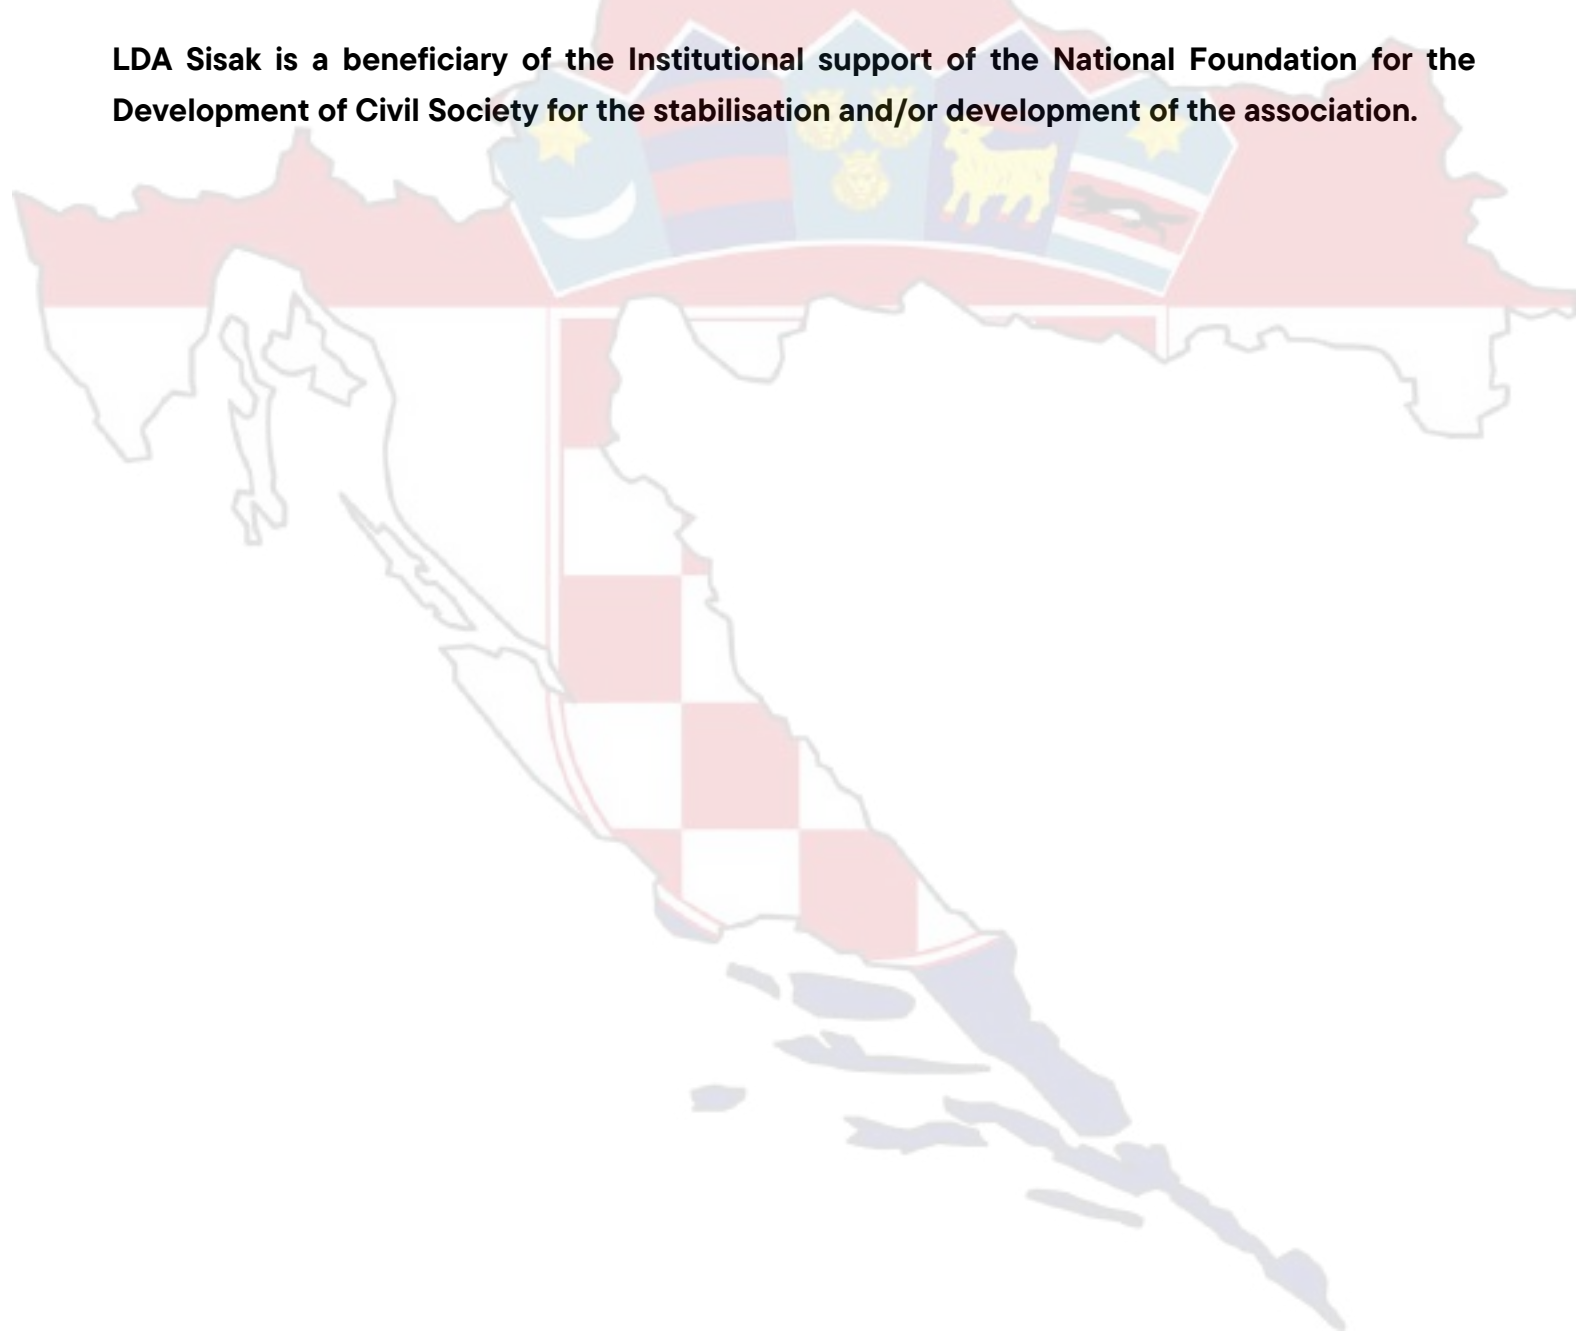 LDA Sisak is a beneficiary of the Institutional support of the National Foundation for the
Development of Civil Society for the stabilisation and/or development of the association.